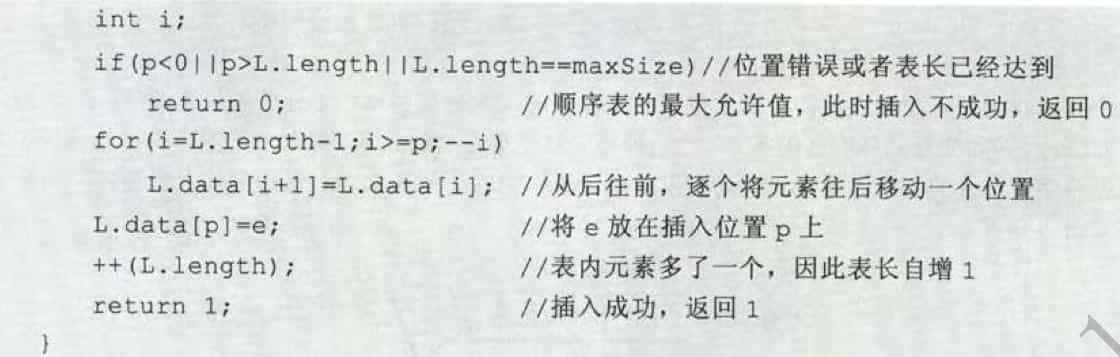 int i;
if(p<0||p>L.length||L.length==maxSize)//位置错误或者表长已经达到
return 0; //顺序表的最大允许值，此时插入不成功，返回 0
for(i=L.length-1;i>=p;--i)
L.data[i+1]=L.data[i]; //从后往前，逐个将元素往后移动一个位置
L.data[p]=e; //将 e 放在插入位置 p 上
++(L.length); //表内元素多了一个，因此表长自增 1
return 1; //插入成功，返回 1
}